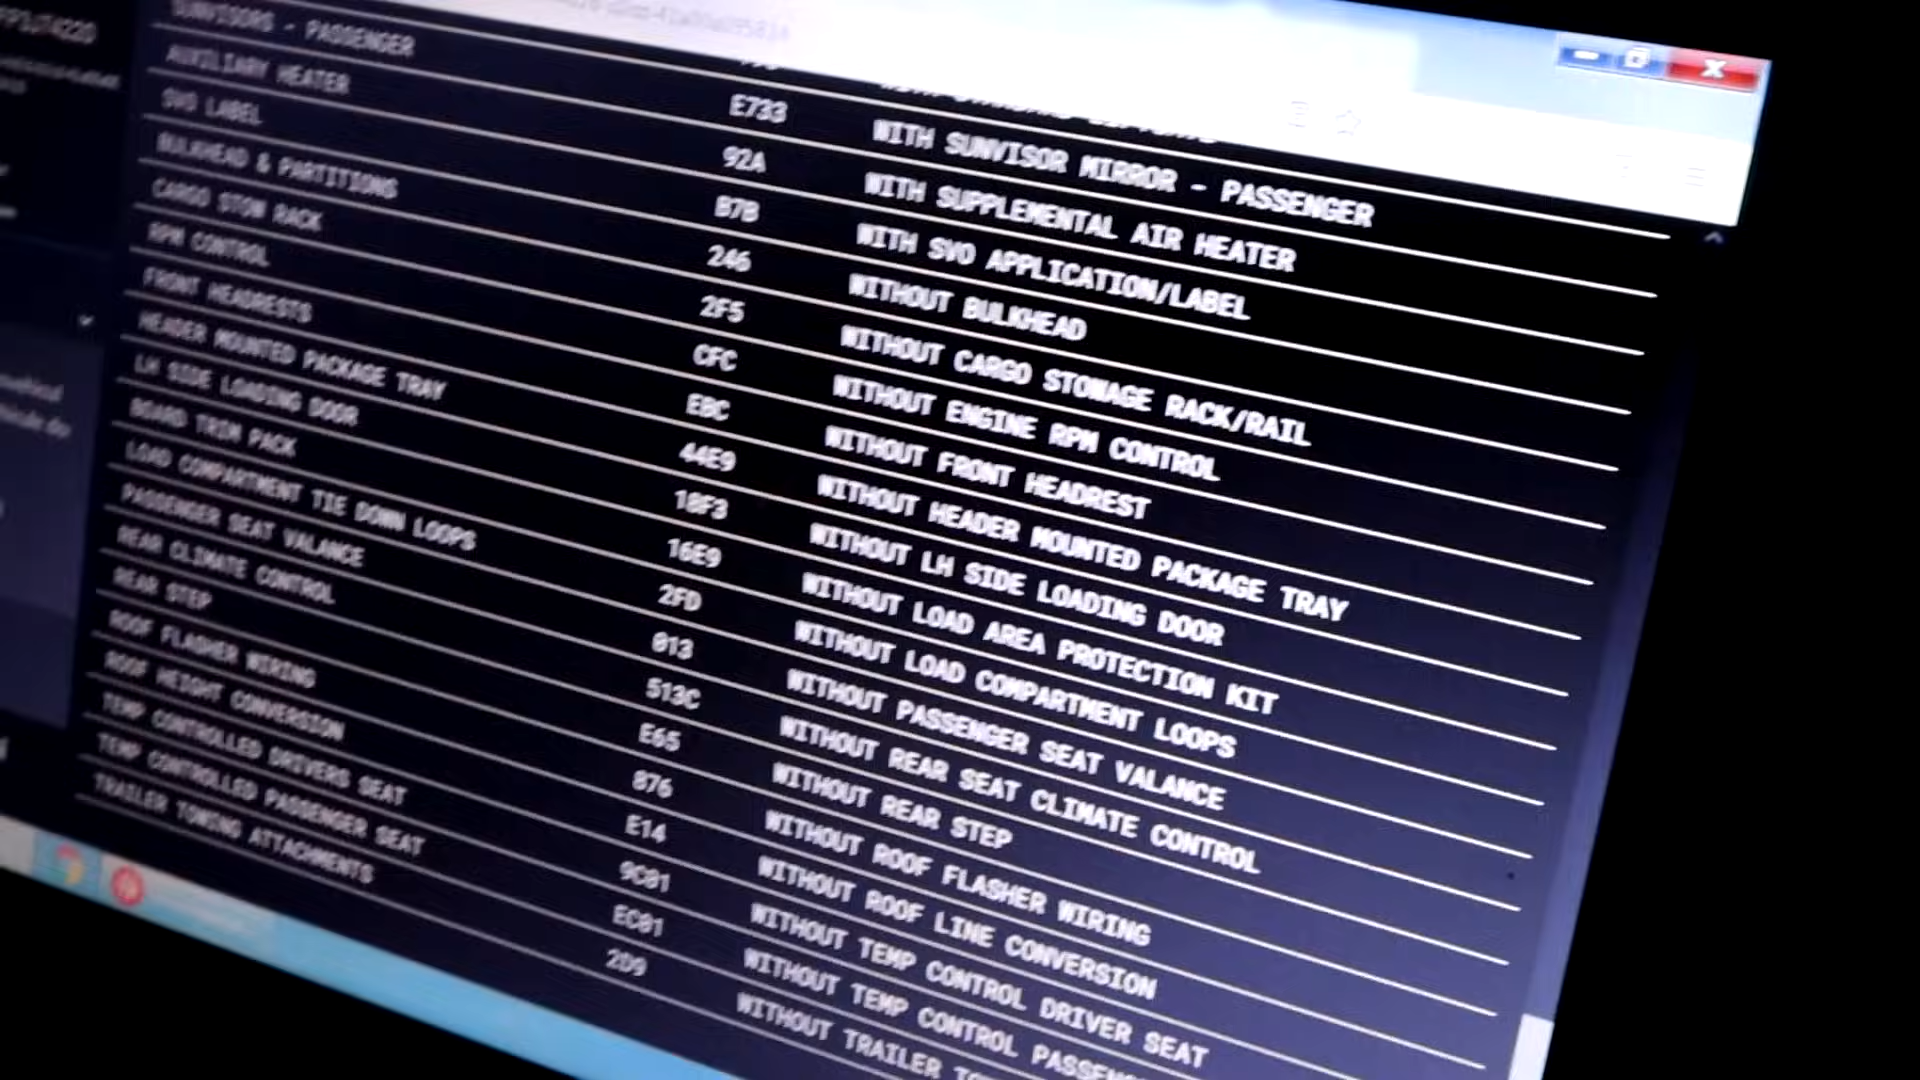 SUNVISORS - PASSENGER E733 WITH SUNVISOR MIRROR - PASSENGER
AUXILIARY HEATER 92A WITH SUPPLEMENTAL AIR HEATER
SVO LABEL B7B WITH SVO APPLICATION/LABEL
BULKHEAD & PARTITIONS 246 WITHOUT BULKHEAD
CARGO STOW RACK 2F5 WITHOUT CARGO STOWAGE RACK/RAIL
RPM CONTROL CFC WITHOUT ENGINE RPM CONTROL
FRONT HEADRESTS EBC WITHOUT FRONT HEADREST
HEADER MOUNTED PACKAGE TRAY 44E9 WITHOUT HEADER MOUNTED PACKAGE TRAY
LH SIDE LOADING DOOR 18F3 WITHOUT LH SIDE LOADING DOOR
BOARD TRIM PACK 16E9 WITHOUT LOAD AREA PROTECTION KIT
LOAD COMPARTMENT TIE DOWN LOOPS 2FD WITHOUT LOAD COMPARTMENT LOOPS
PASSENGER SEAT VALANCE 013 WITHOUT PASSENGER SEAT VALANCE
REAR CLIMATE CONTROL 513C WITHOUT REAR SEAT CLIMATE CONTROL
REAR STEP E65 WITHOUT REAR STEP
ROOF FLASHER WIRING 876 WITHOUT ROOF FLASHER WIRING
ROOF HEIGHT CONVERSION E14 WITHOUT ROOF LINE CONVERSION
TEMP CONTROLLED DRIVERS SEAT 9C81 WITHOUT TEMP CONTROL DRIVER SEAT
TEMP CONTROLLED PASSENGER SEAT EC81 WITHOUT TEMP CONTROL PASSEN
TRAILER TOWING ATTACHMENTS 2D9 WITHOUT TRAILER